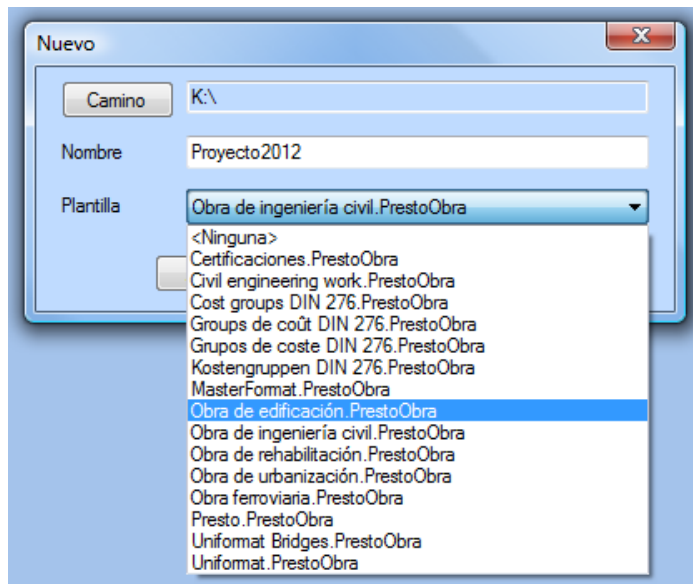 Nuevo
Camino K:\
Nombre Proyecto2012
Plantilla Obra de ingeniería civil.PrestoObra
<Ninguna>
Certificaciones.PrestoObra
Civil engineering work.PrestoObra
Cost groups DIN 276.PrestoObra
Groups de coût DIN 276.PrestoObra
Grupos de coste DIN 276.PrestoObra
Kostengruppen DIN 276.PrestoObra
MasterFormat.PrestoObra
Obra de edificación.PrestoObra
Obra de ingeniería civil.PrestoObra
Obra de rehabilitación.PrestoObra
Obra de urbanización.PrestoObra
Obra ferroviaria.PrestoObra
Presto.PrestoObra
Uniformat Bridges.PrestoObra
Uniformat.PrestoObra